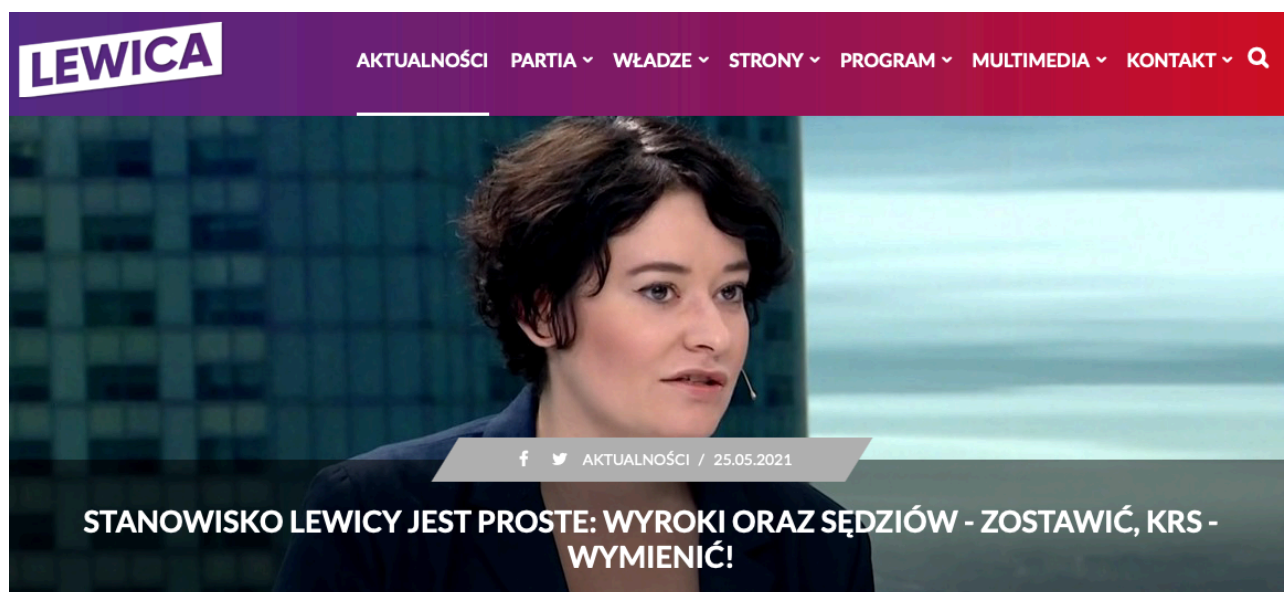 LEWICA
AKTUALNOŚCI PARTIA WŁADZE STRONY PROGRAM MULTIMEDIA KONTAKT
AKTUALNOŚCI / 25.05.2021
STANOWISKO LEWICY JEST PROSTE: WYROKI ORAZ SĘDZIÓW - ZOSTAWIĆ, KRS -
WYMIENIĆ!